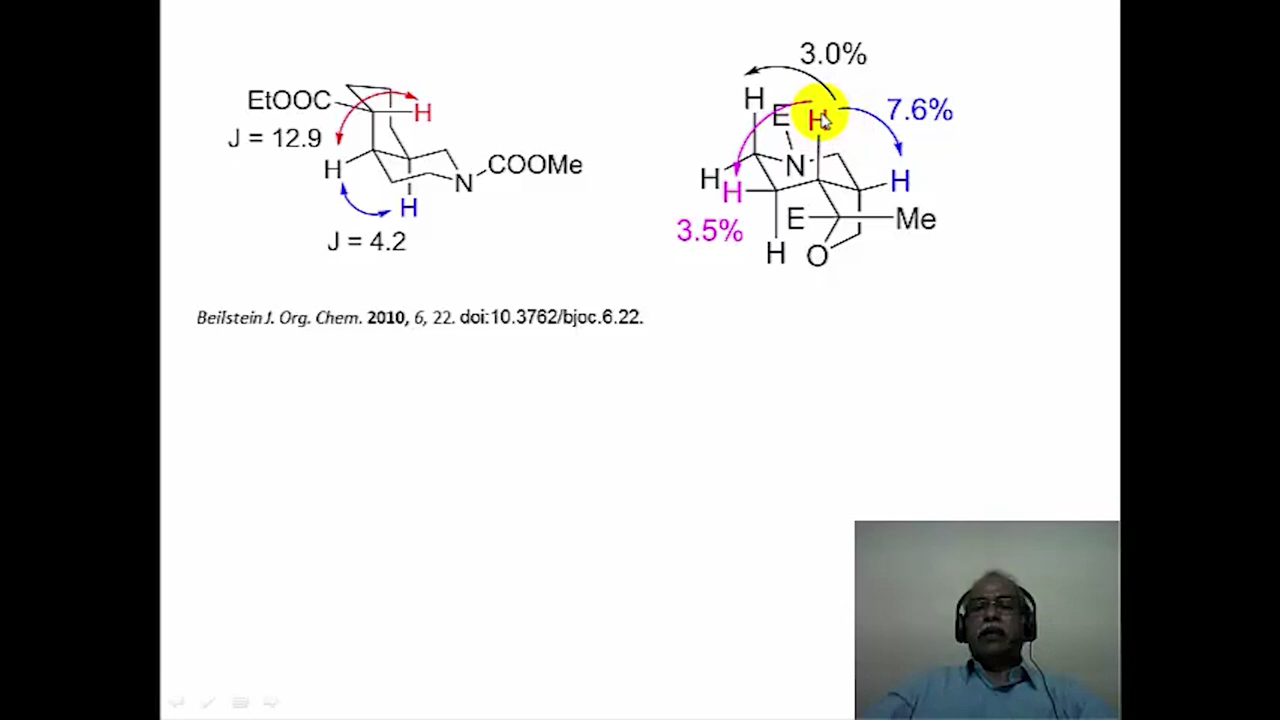 EtOOC
H
J = 12.9
H
COOMe
N
H
J = 4.2
3.0%
H
E
H
7.6%
N
H
H
H
3.5%
E
Me
H
O
Beilstein J. Org. Chem. 2010, 6, 22. doi:10.3762/bjoc.6.22.